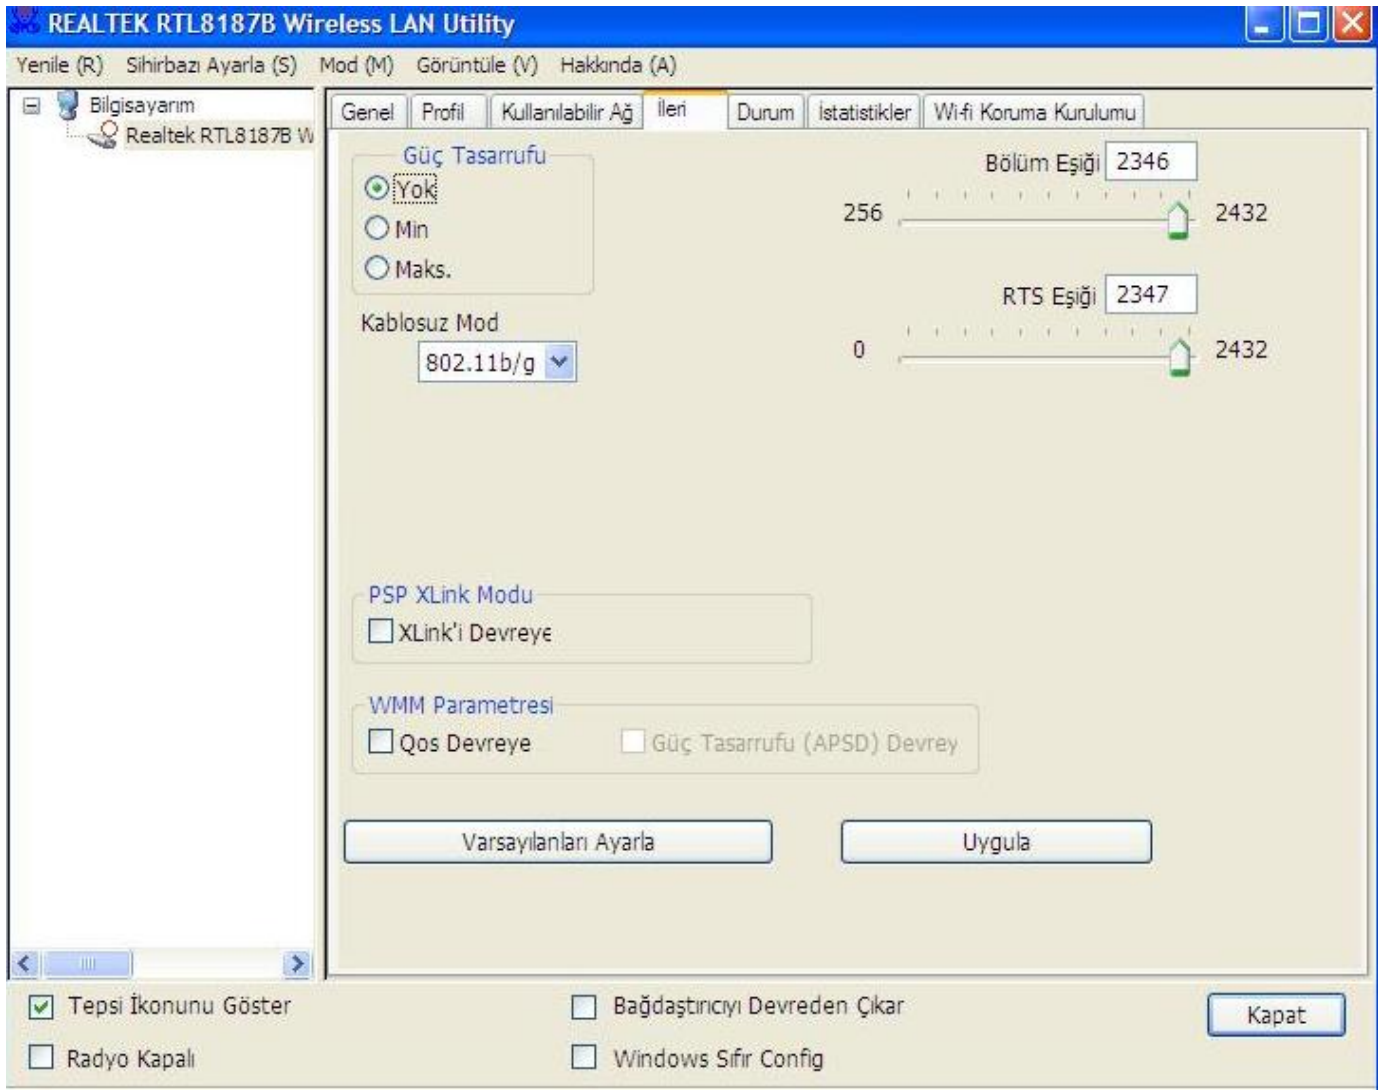 REALTEK RTL8187B Wireless LAN Utility
Yenile (R) Sihirbazı Ayarla (S) Mod (M) Görüntüle (V) Hakkında (A)
Bilgisayarım
Realtek RTL8187B W
Genel Profil Kullanılabilir Ağ İleri Durum İstatistikler Wi-fi Koruma Kurulumu
Güç Tasarrufu
Yok
Min
Maks.
Kablosuz Mod
802.11b/g
Bölüm Eşiği 2346
256 2432
RTS Eşiği 2347
0 2432
PSP XLink Modu
XLink'i Devreye
WMM Parametresi
Qos Devreye Güç Tasarrufu (APSD) Devrey
Varsayılanları Ayarla Uygula
Tepsi İkonunu Göster Bağdaştırıcıyı Devreden Çıkar Kapat
Radyo Kapalı Windows Sıfır Config